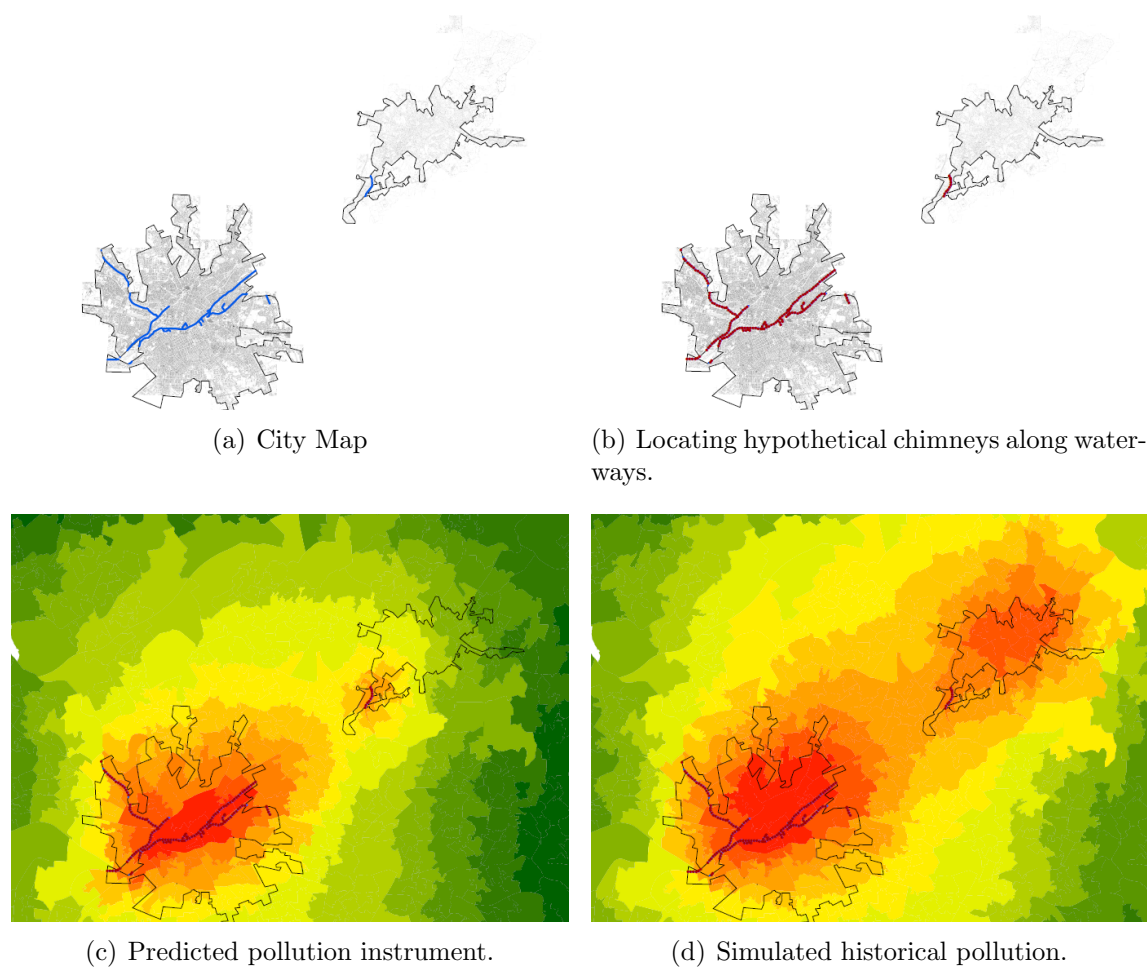 (a) City Map
(b) Locating hypothetical chimneys along water-
ways.
(c) Predicted pollution instrument.
(d) Simulated historical pollution.